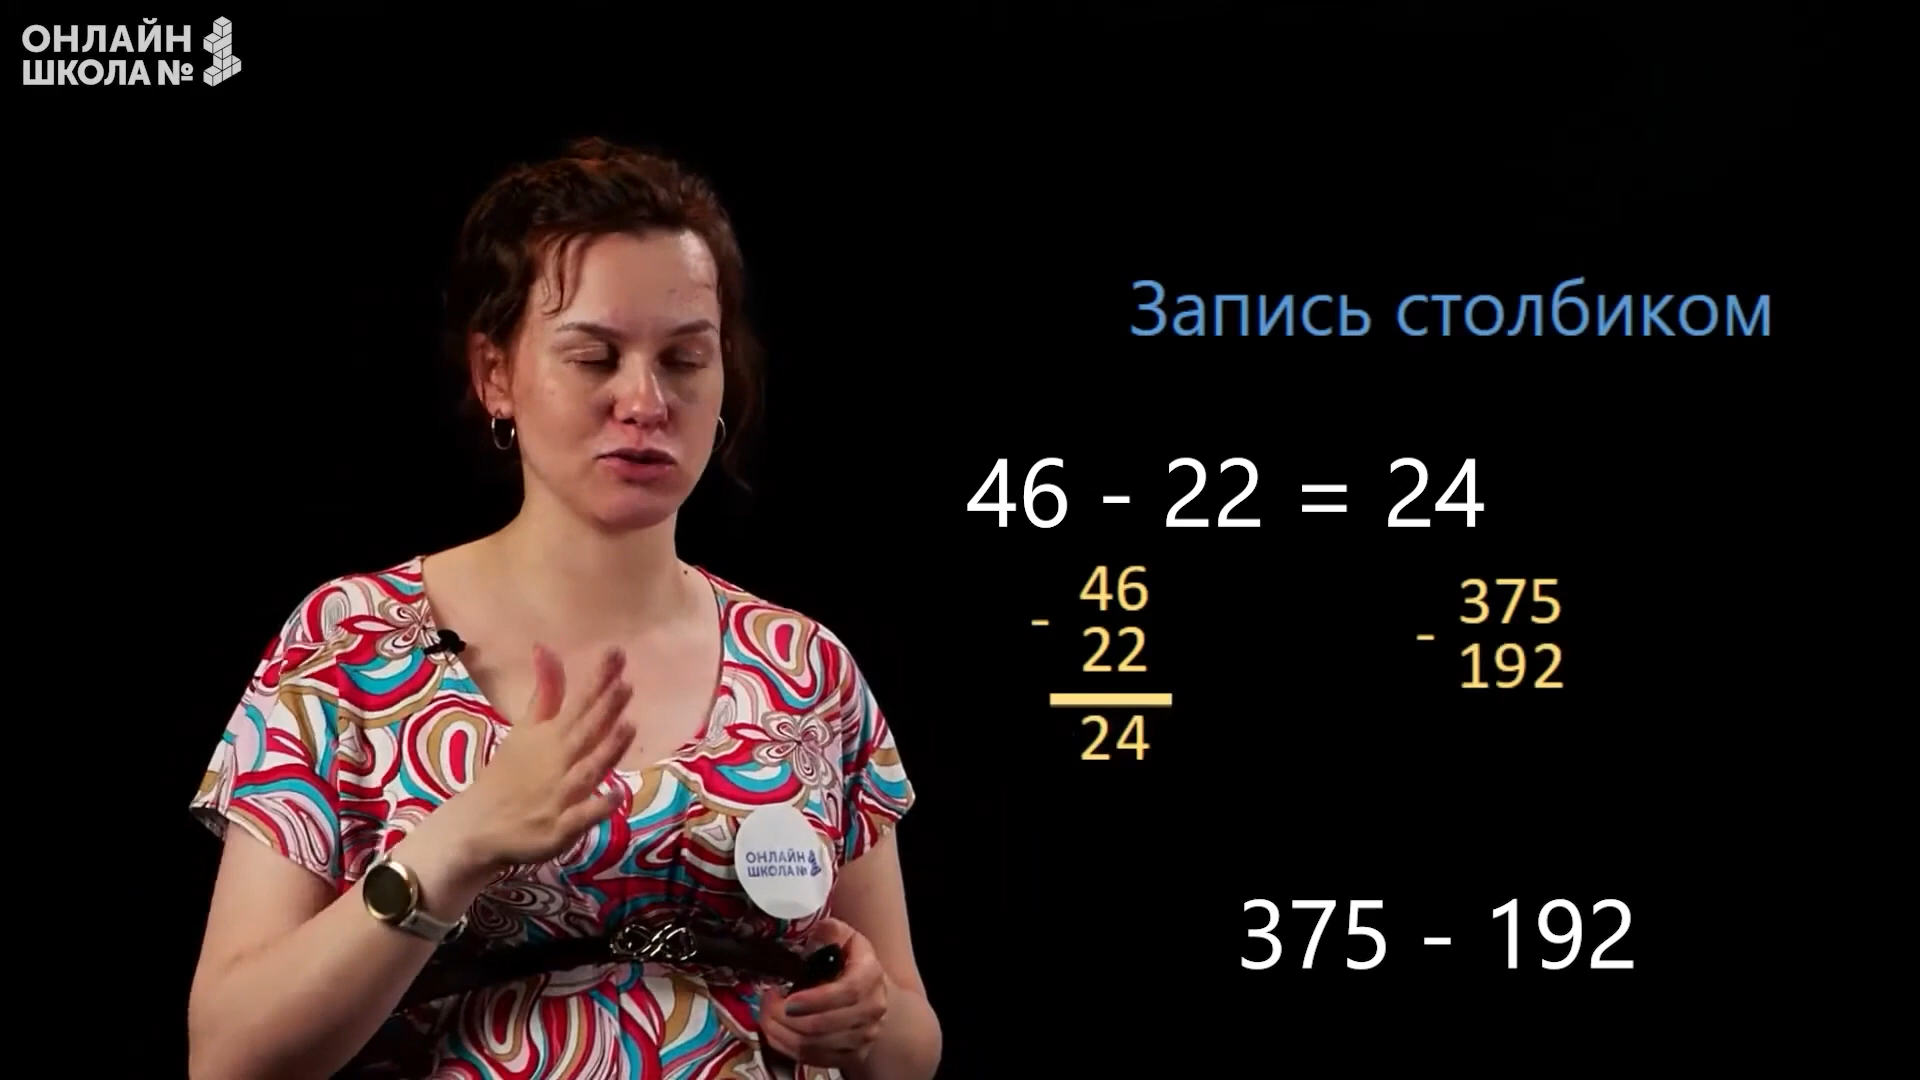 ОНЛАЙН
ШКОЛА №
Запись столбиком
46 - 22 = 24
- 46
22
24
- 375
192
375 - 192
ОНЛАЙН
ШКОЛА №